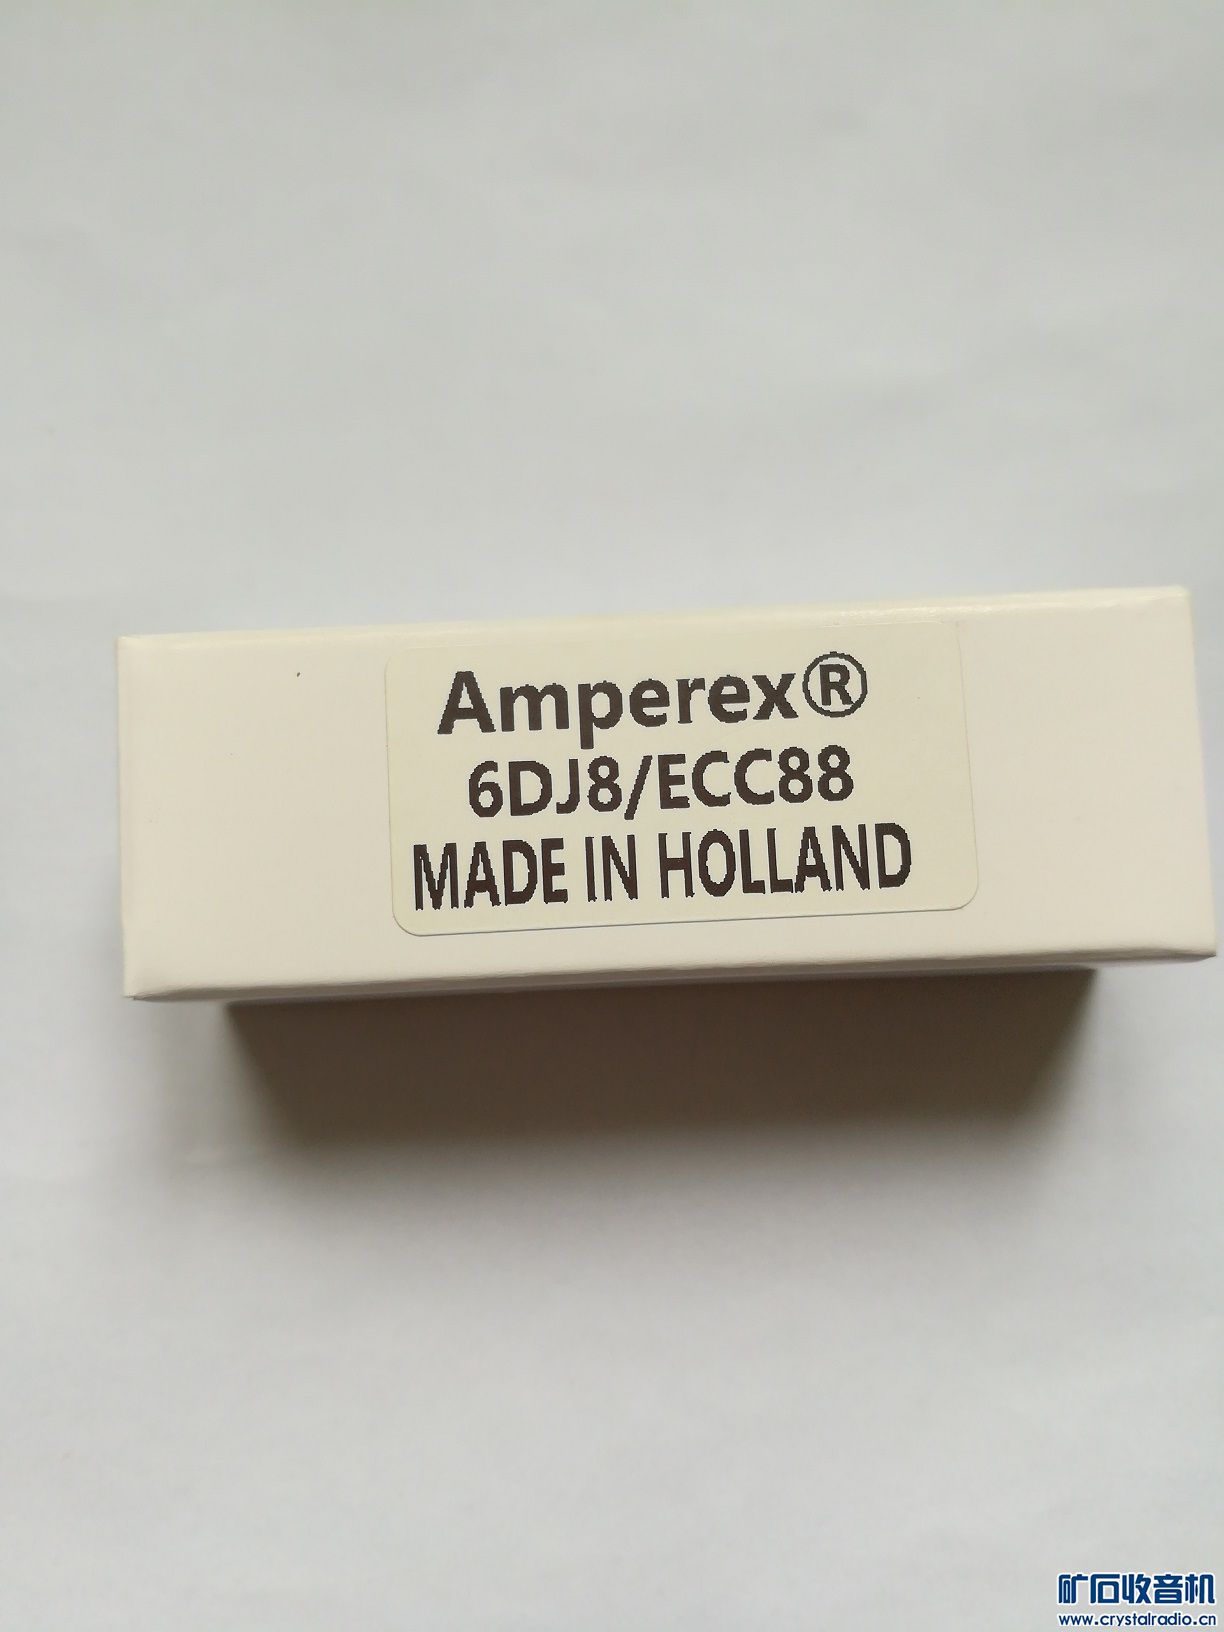 Amperex®
6DJ8/ECC88
MADE IN HOLLAND
矿石收音机
www.crystalradio.cn